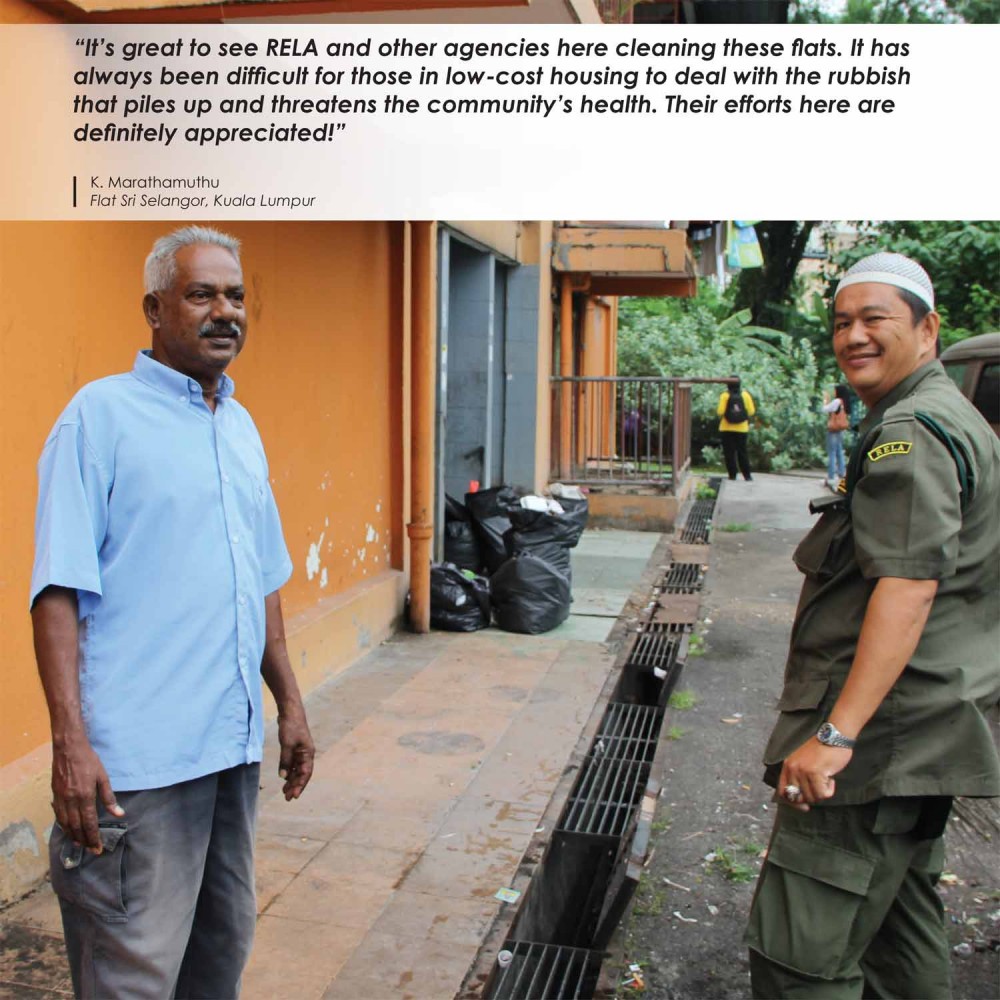 “It’s great to see RELA and other agencies here cleaning these flats. It has
always been difficult for those in low-cost housing to deal with the rubbish
that piles up and threatens the community’s health. Their efforts here are
definitely appreciated!”
K. Marathamuthu
Flat Sri Selangor, Kuala Lumpur
RELA